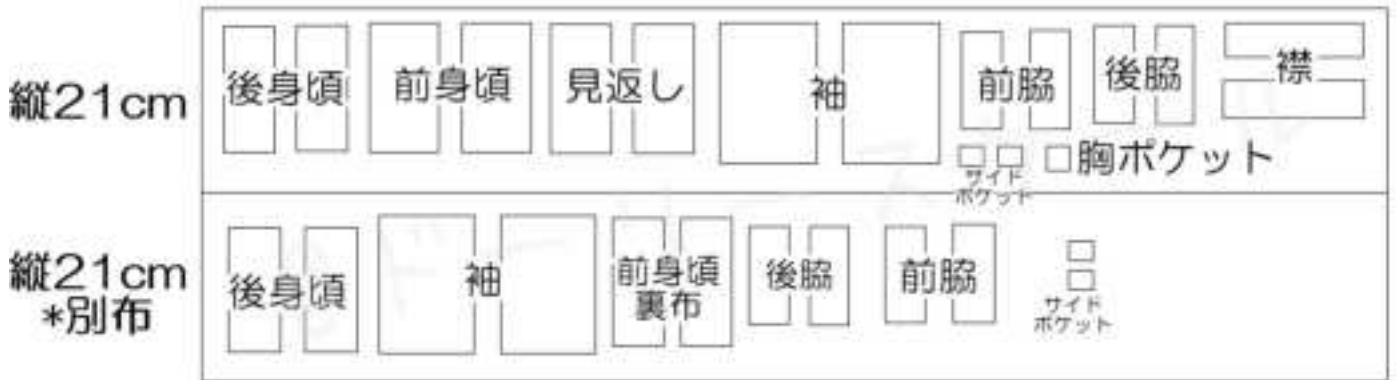 縦21cm
後身頃 前身頃 見返し 袖 前脇 後脇 襟
サイド
ポケット
胸ポケット
縦21cm
*別布
後身頃 袖 前身頃
裏布
後脇 前脇
サイド
ポケット